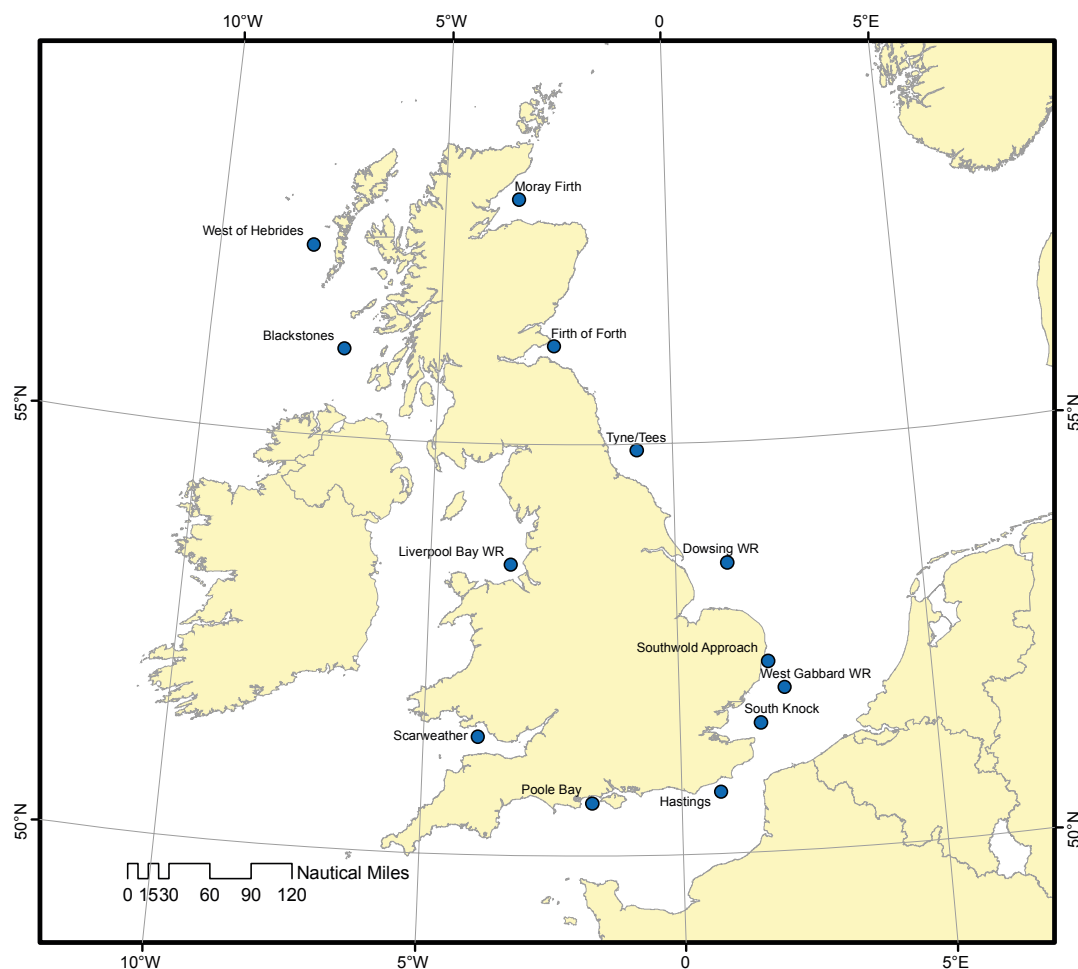 10°W 5°W 0 5°E
Moray Firth
West of Hebrides
Blackstones
Firth of Forth
55°N
55°N
Tyne/Tees
Liverpool Bay WR
Dowsing WR
Southwold Approach
West Gabbard WR
South Knock
Scarweather
Poole Bay
Hastings
50°N
50°N
Nautical Miles
0 15 30 60 90 120
10°W 5°W 0 5°E